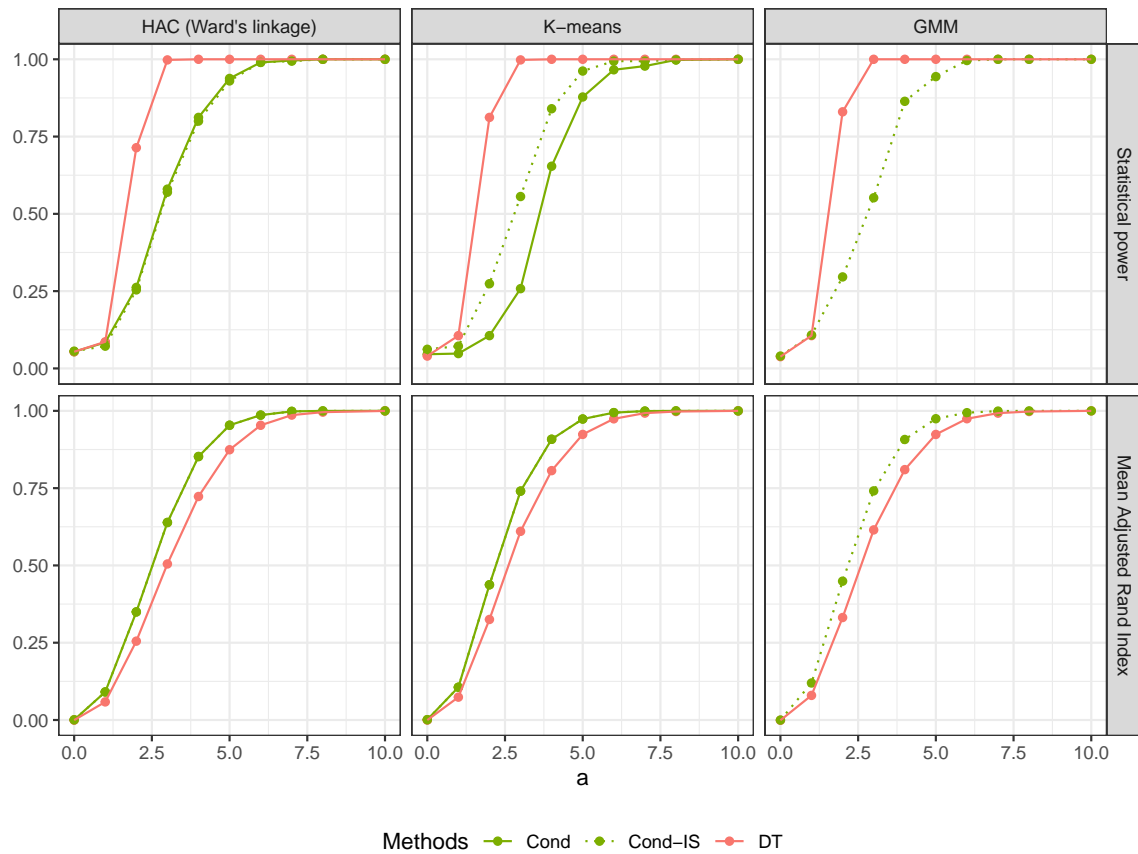 HAC (Ward's linkage)
K−means
GMM
1.00
0.75
0.50
0.25
0.00
Statistical power
1.00
0.75
0.50
0.25
0.00
Mean Adjusted Rand Index
0.0 2.5 5.0 7.5 10.0
0.0 2.5 5.0 7.5 10.0
0.0 2.5 5.0 7.5 10.0
a
Methods Cond Cond−IS DT